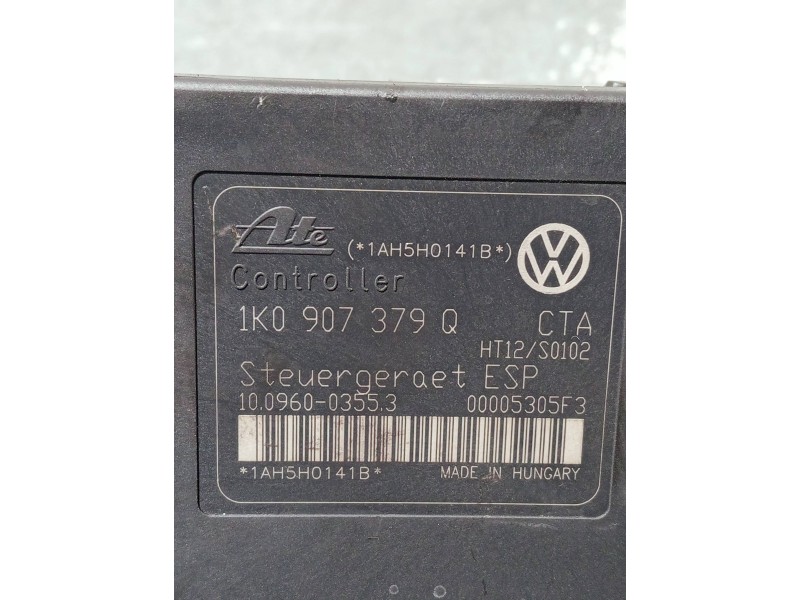 Ate (*1AH5H0141B*)
Controller
1K0 907 379 Q CTA
HT12/S0102
Steuergeraet ESP
10.0960-0355.3 00005305F3
*1AH5H0141B* MADE IN HUNGARY